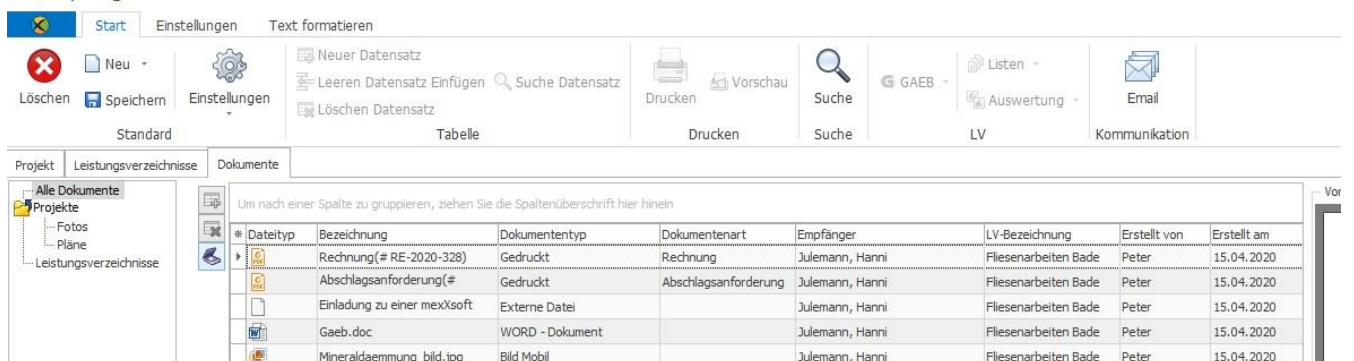 Start Einstellungen Text formatieren
Löschen Neu Speichern Einstellungen
Neuer Datensatz
Leeren Datensatz Einfügen Suche Datensatz
Löschen Datensatz
Drucken Vorschau Suche G GAEB Listen Auswertung Email
Standard Tabelle Drucken Suche LV Kommunikation
Projekt Leistungsverzeichnisse Dokumente
Alle Dokumente
Projekte
Fotos
Pläne
Leistungsverzeichnisse
Um nach einer Spalte zu gruppieren, ziehen Sie die Spaltenüberschrift hier hinein
Dateityp Bezeichnung Dokumententyp Dokumentenart Empfänger LV-Bezeichnung Erstellt von Erstellt am
Rechnung(# RE-2020-328) Gedruckt Rechnung Julemann, Hanni Fliesenarbeiten Bade Peter 15.04.2020
Abschlagsanforderung(# Gedruckt Abschlagsanforderung Julemann, Hanni Fliesenarbeiten Bade Peter 15.04.2020
Einladung zu einer mexXsoft Externe Datei Julemann, Hanni Fliesenarbeiten Bade Peter 15.04.2020
Gaeb.doc WORD - Dokument Julemann, Hanni Fliesenarbeiten Bade Peter 15.04.2020
Mineraldaemmung_bild.jpg Bild Mobil Julemann, Hanni Fliesenarbeiten Bade Peter 15.04.2020
Vor